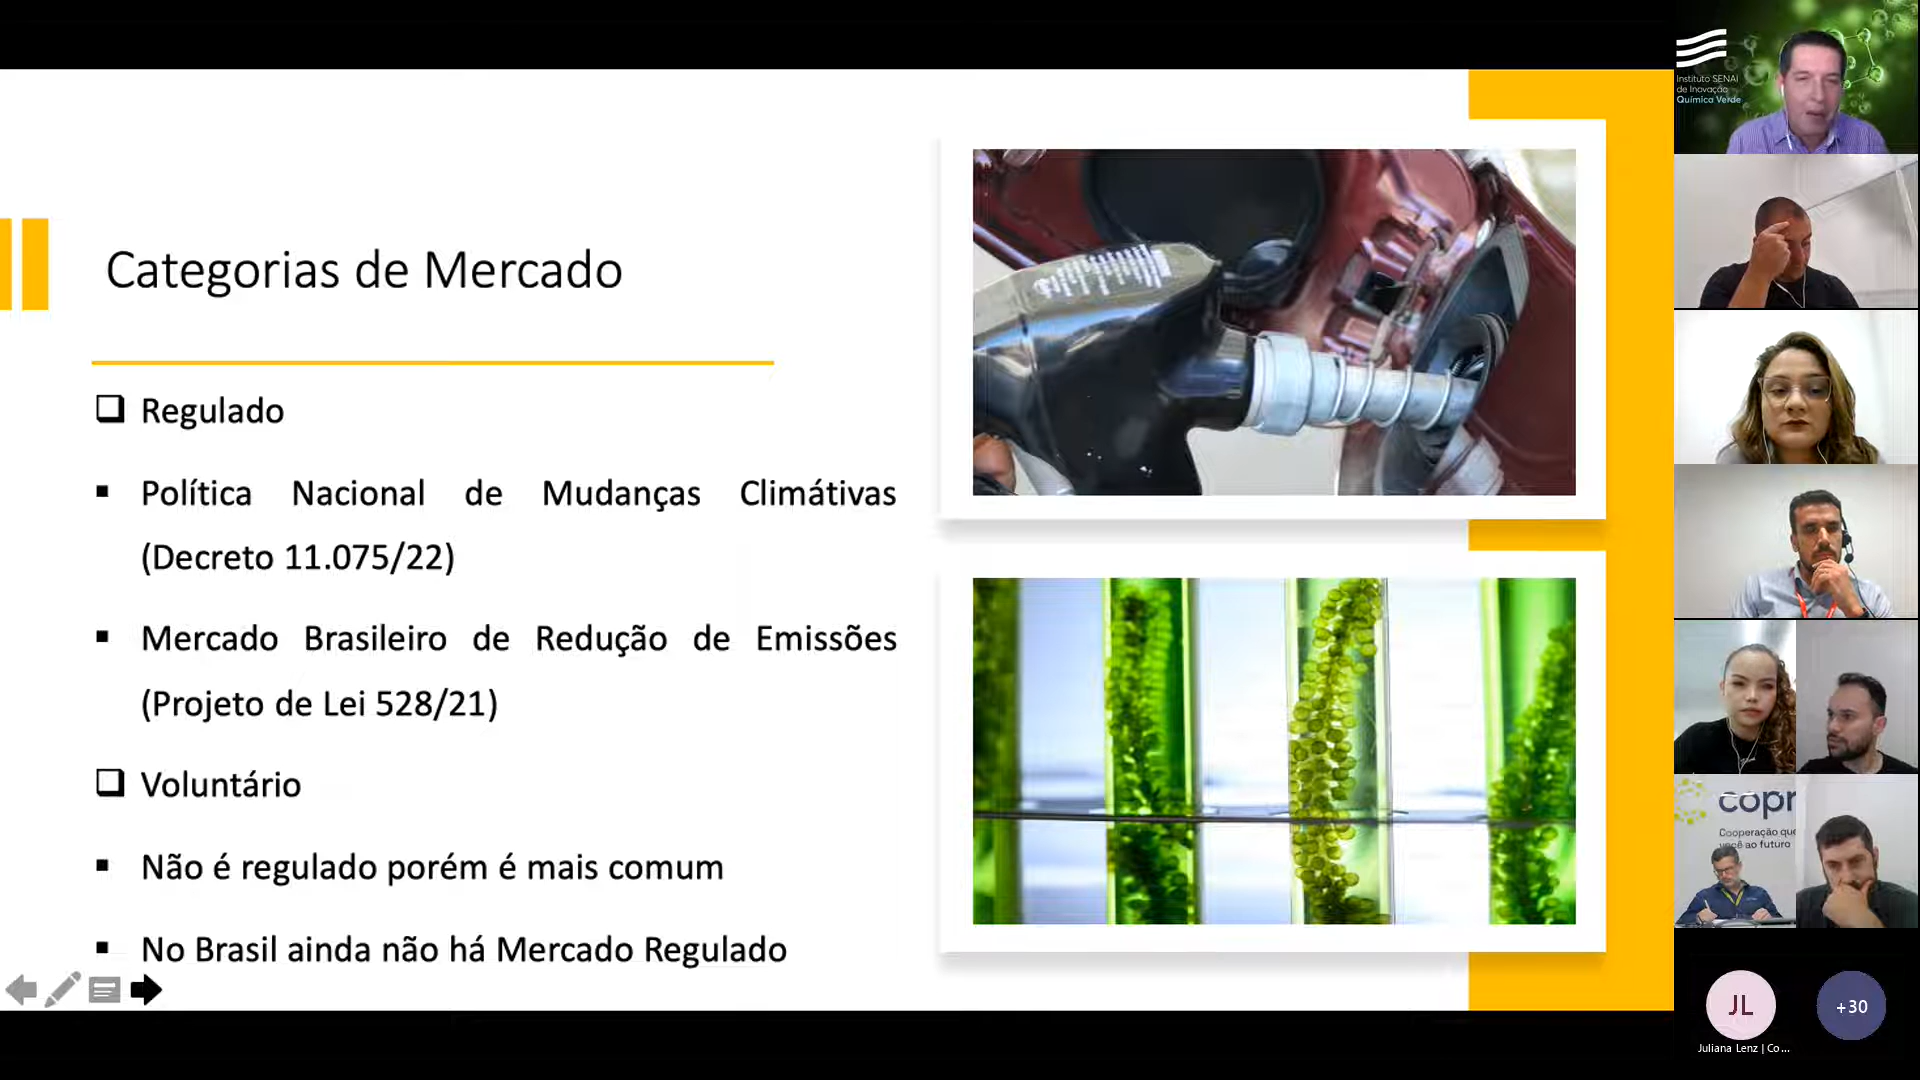 Categorias de Mercado
Regulado
Política Nacional de Mudanças Climátivas
(Decreto 11.075/22)
Mercado Brasileiro de Redução de Emissões
(Projeto de Lei 528/21)
Voluntário
Não é regulado porém é mais comum
No Brasil ainda não há Mercado Regulado
Instituto SENAI
de Inovação
Química Verde
copr
Cooperação que
você ao futuro
JL
+30
Juliana Lenz | Co...